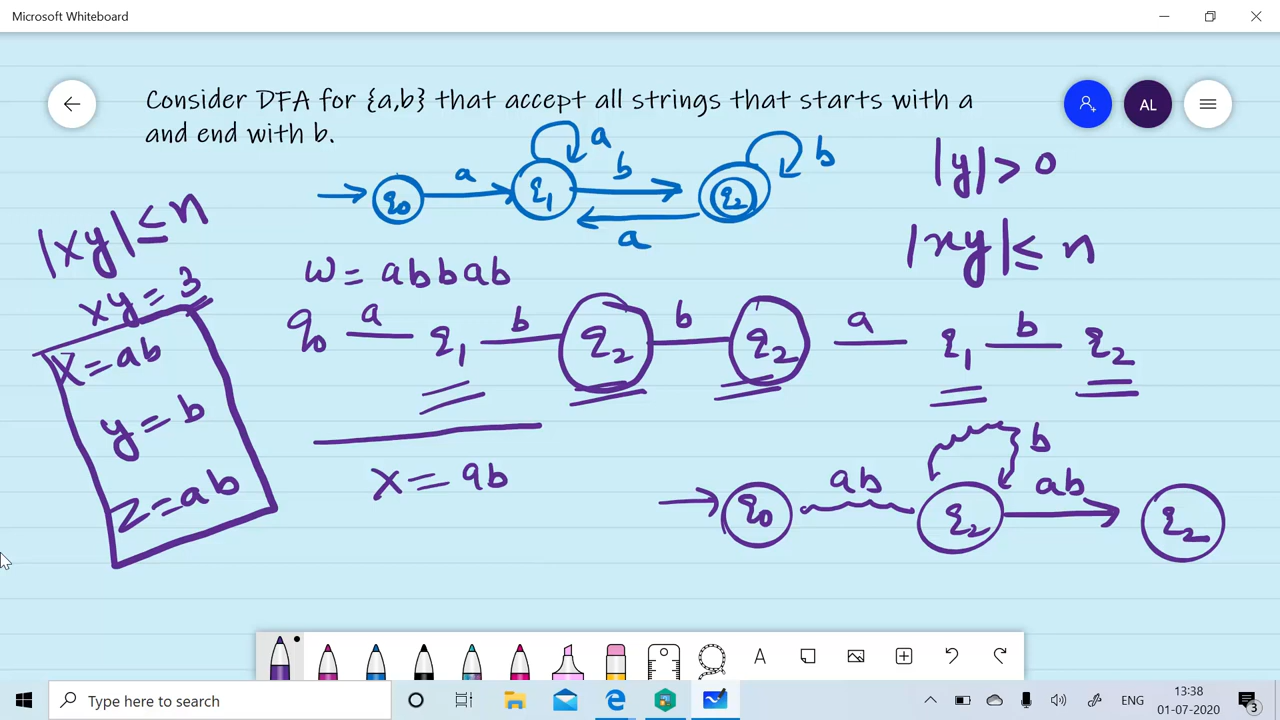 Microsoft Whiteboard
Consider DFA for {a,b} that accept all strings that starts with a
and end with b.
AL
a
b
b
q0 a q1 q2
a
|y| > 0
|xy| ≤ n
|xy| ≤ n
xy = 3
x = ab
y = b
z = ab
w = abbab
q0 a q1 b q2 b q2 a q1 b q2
x = ab
b
q0 ab q2 ab q2
A
Type here to search
ENG
13:38
01-07-2020
3